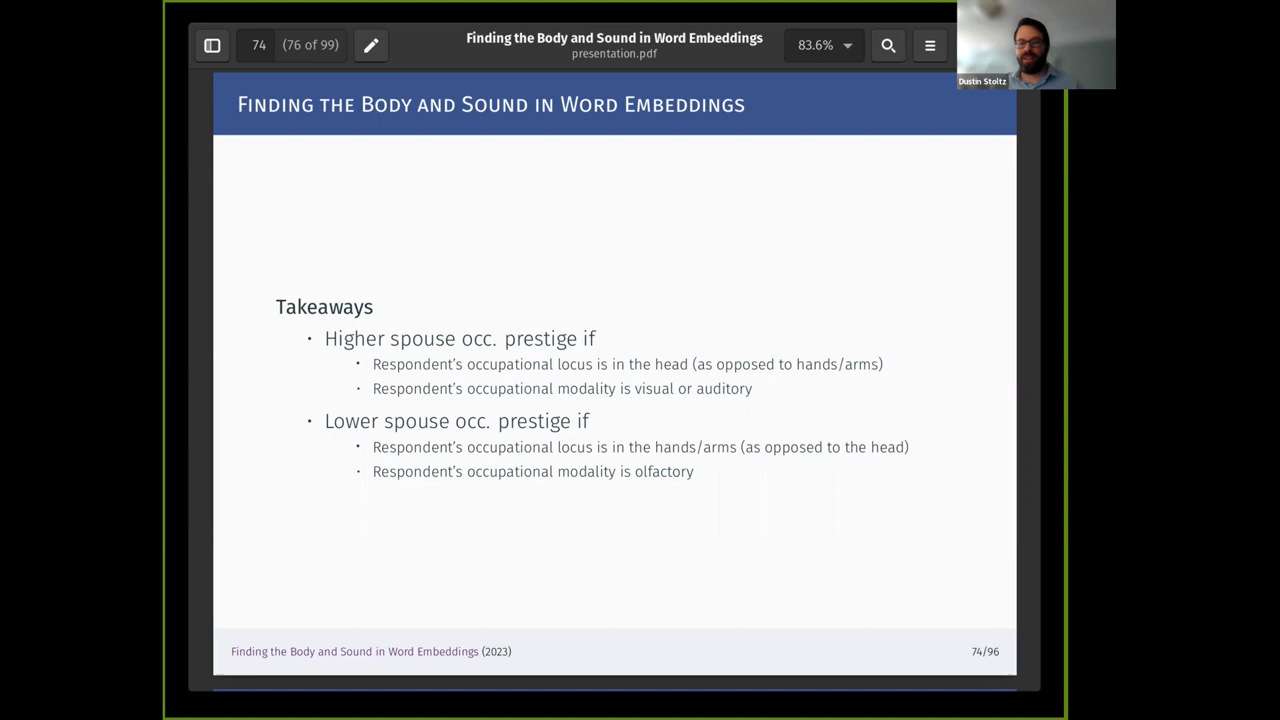 74 (76 of 99)
Finding the Body and Sound in Word Embeddings
presentation.pdf
83.6%
Dustin Stoltz
Finding the Body and Sound in Word Embeddings
Takeaways
• Higher spouse occ. prestige if
• Respondent's occupational locus is in the head (as opposed to hands/arms)
• Respondent's occupational modality is visual or auditory
• Lower spouse occ. prestige if
• Respondent's occupational locus is in the hands/arms (as opposed to the head)
• Respondent's occupational modality is olfactory
Finding the Body and Sound in Word Embeddings (2023)
74/96